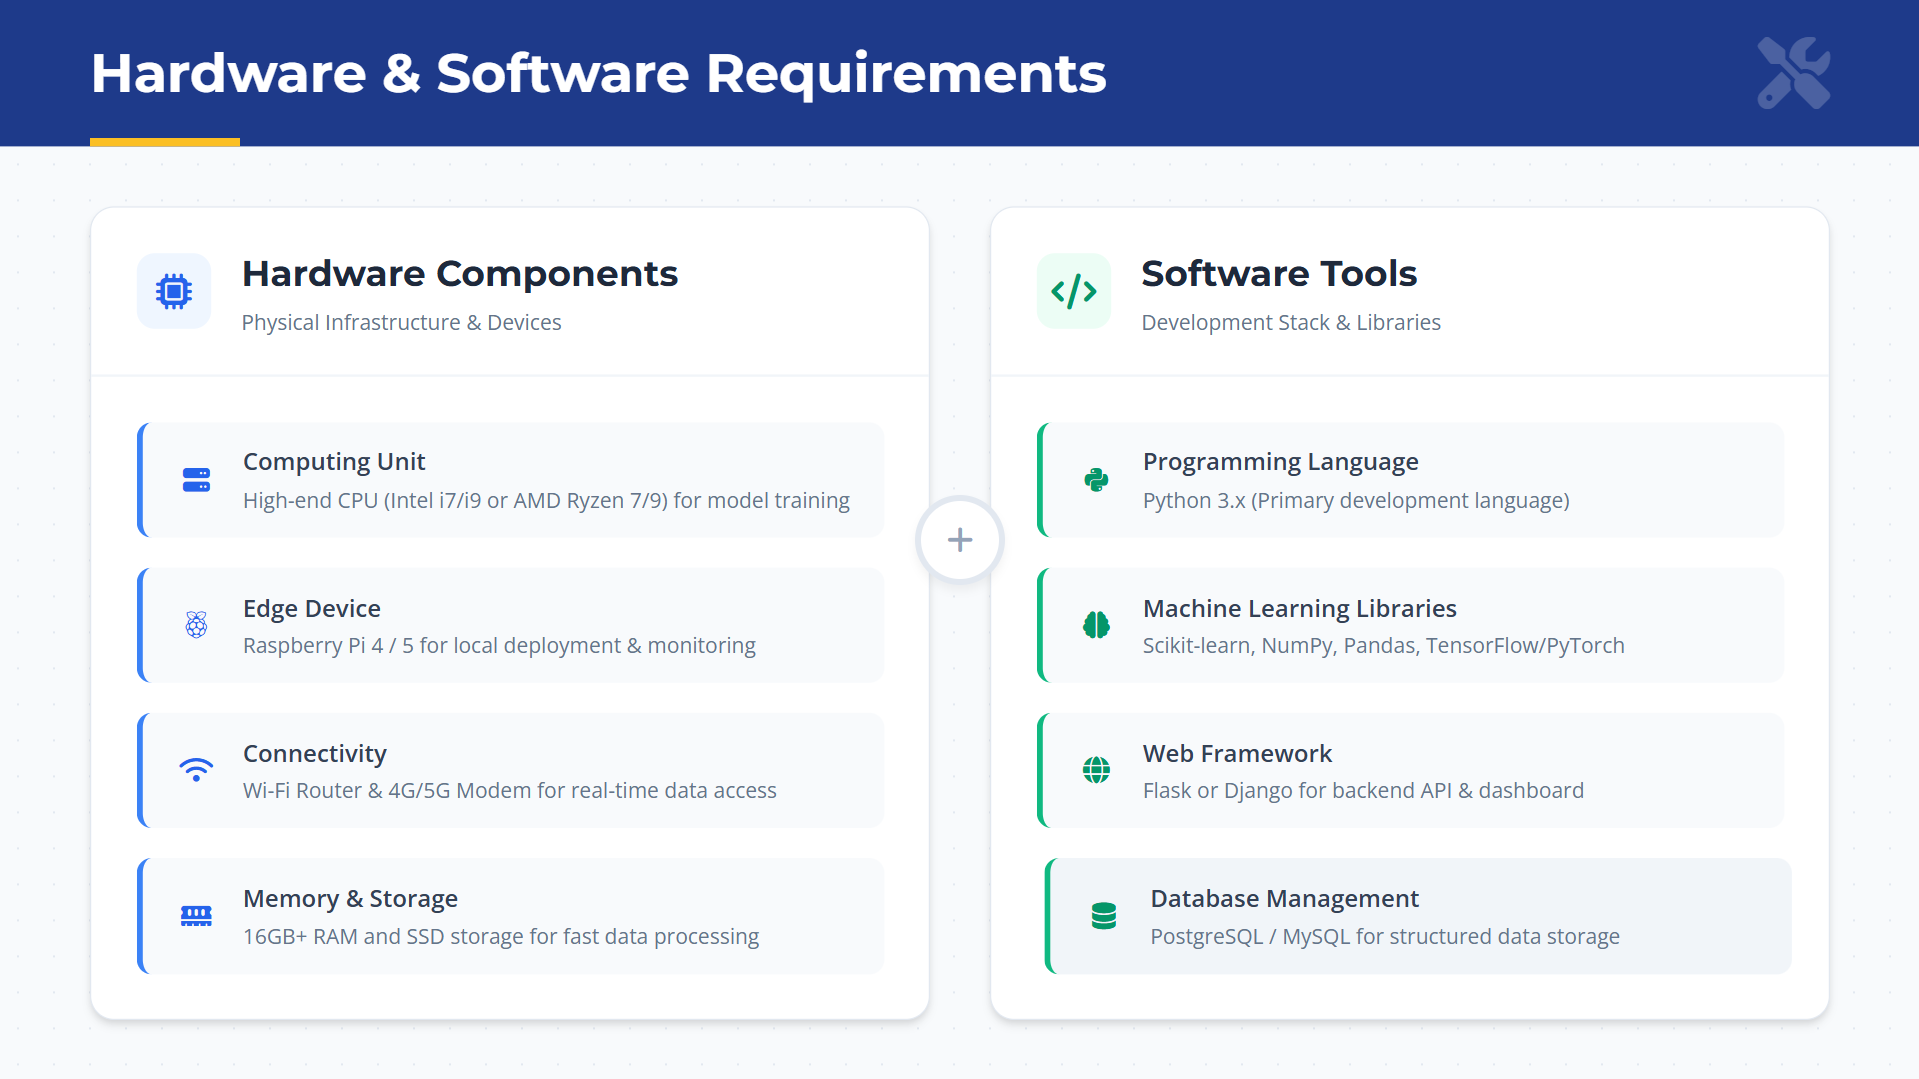 Hardware & Software Requirements
Hardware Components
Physical Infrastructure & Devices
Computing Unit
High-end CPU (Intel i7/i9 or AMD Ryzen 7/9) for model training
Edge Device
Raspberry Pi 4 / 5 for local deployment & monitoring
Connectivity
Wi-Fi Router & 4G/5G Modem for real-time data access
Memory & Storage
16GB+ RAM and SSD storage for fast data processing
+
Software Tools
Development Stack & Libraries
Programming Language
Python 3.x (Primary development language)
Machine Learning Libraries
Scikit-learn, NumPy, Pandas, TensorFlow/PyTorch
Web Framework
Flask or Django for backend API & dashboard
Database Management
PostgreSQL / MySQL for structured data storage